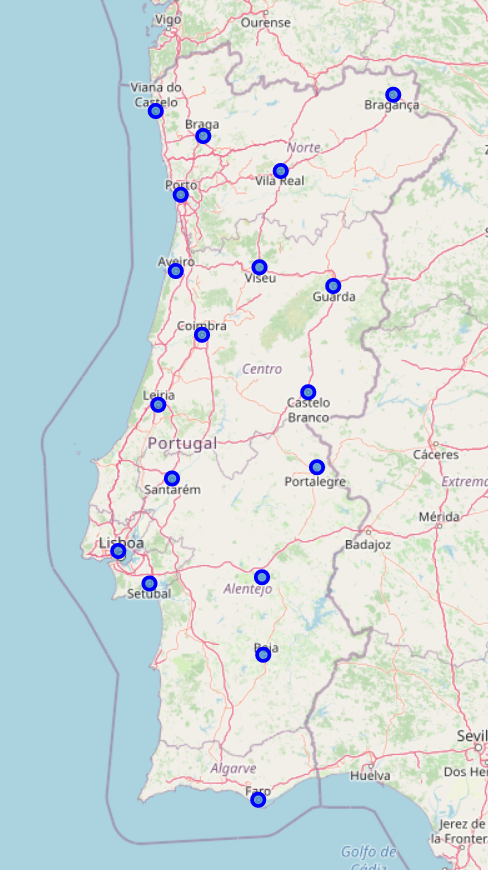 Vigo
Ourense
Viana do
Castelo
Bragança
Braga
Norte
Vila Real
Porto
Aveiro
Viseu
Guarda
Coimbra
Centro
Leiria
Castelo
Branco
Portugal
Cáceres
Portalegre
Extrema
Santarém
Mérida
Lisboa
Badajoz
Alentejo
Setúbal
Beja
Sevil
Algarve
Huelva
Dos He
Faro
Jerez de
la Fronter
Golfo de
Cádiz